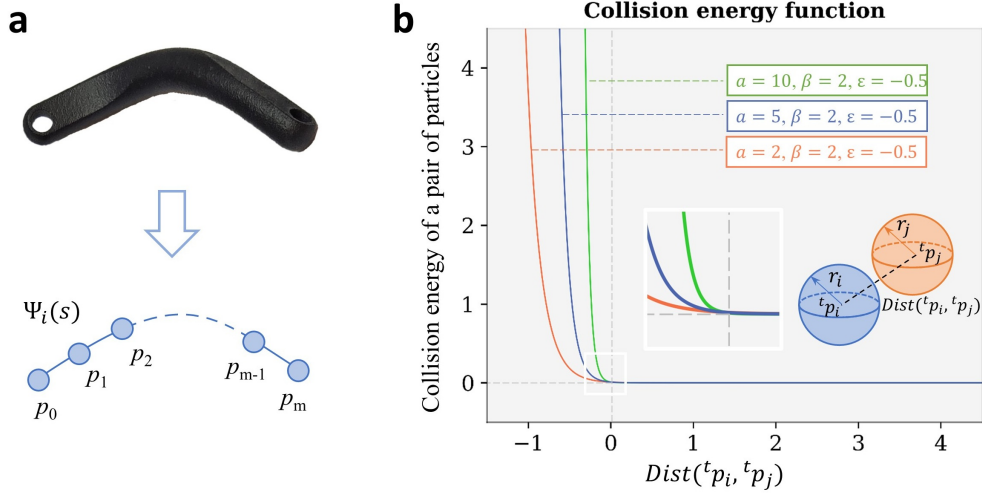 a
Ψᵢ(s)
p₀
p₁
p₂
pₘ₋₁
pₘ
b
Collision energy function
Collision energy of a pair of particles
4
3
2
1
0
a = 10, β = 2, ε = −0.5
a = 5, β = 2, ε = −0.5
a = 2, β = 2, ε = −0.5
rⱼ
ᵗpⱼ
rᵢ
ᵗpᵢ
Dist(ᵗpᵢ, ᵗpⱼ)
−1
0
1
2
3
4
Dist(ᵗpᵢ, ᵗpⱼ)